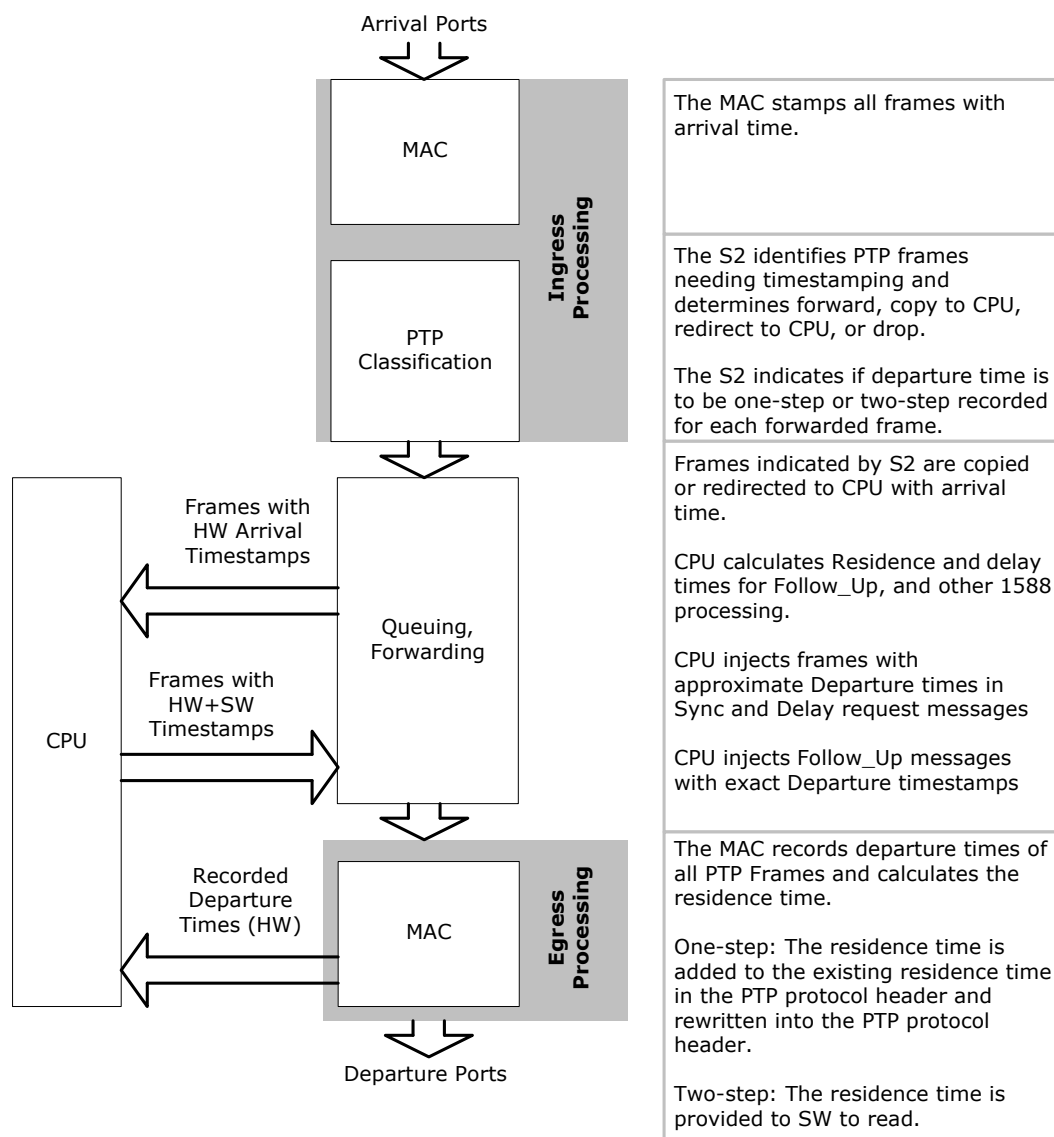 Arrival Ports
MAC
PTP
Classification
Ingress
Processing
The MAC stamps all frames with
arrival time.
The S2 identifies PTP frames
needing timestamping and
determines forward, copy to CPU,
redirect to CPU, or drop.
The S2 indicates if departure time is
to be one-step or two-step recorded
for each forwarded frame.
CPU
Frames with
HW Arrival
Timestamps
Frames with
HW+SW
Timestamps
Queuing,
Forwarding
Frames indicated by S2 are copied
or redirected to CPU with arrival
time.
CPU calculates Residence and delay
times for Follow_Up, and other 1588
processing.
CPU injects frames with
approximate Departure times in
Sync and Delay request messages
CPU injects Follow_Up messages
with exact Departure timestamps
Recorded
Departure
Times (HW)
MAC
Egress
Processing
Departure Ports
The MAC records departure times of
all PTP Frames and calculates the
residence time.
One-step: The residence time is
added to the existing residence time
in the PTP protocol header and
rewritten into the PTP protocol
header.
Two-step: The residence time is
provided to SW to read.